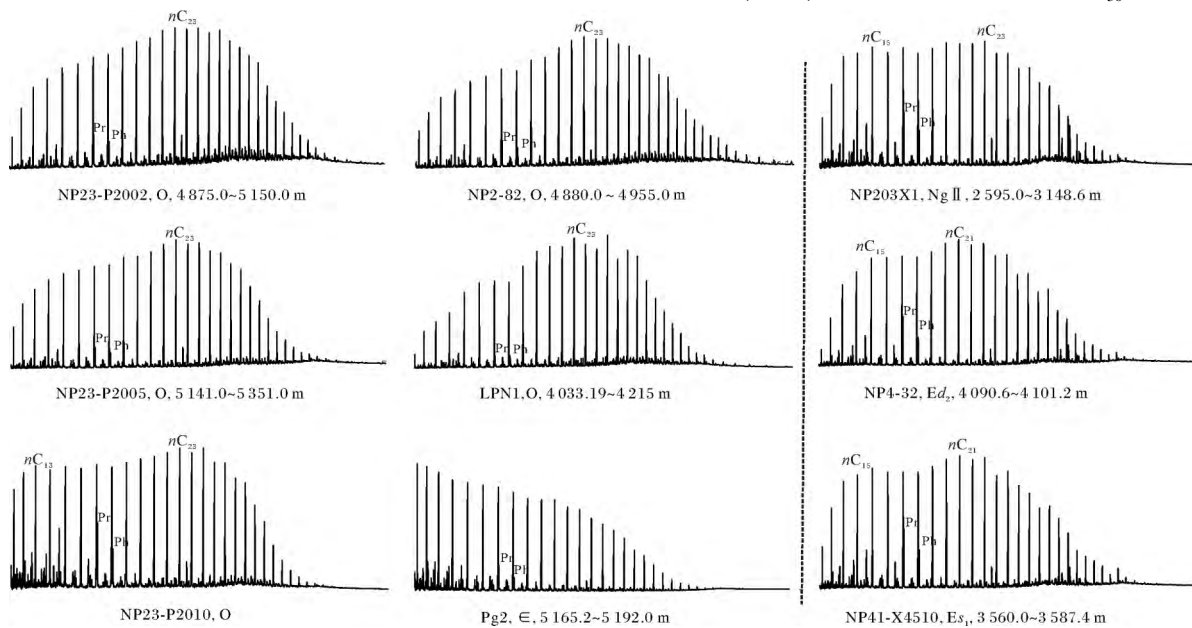 nC₂₃
Pr Ph
NP23-P2002, O, 4 875.0~5 150.0 m
nC₂₃
Pr Ph
NP2-82, O, 4 880.0~4 955.0 m
nC₁₅ nC₂₃
Pr Ph
NP203X1, Ng Ⅱ, 2 595.0~3 148.6 m
nC₂₃
Pr Ph
NP23-P2005, O, 5 141.0~5 351.0 m
nC₂₃
Pr Ph
LPN1, O, 4 033.19~4 215 m
nC₁₅ nC₂₁
Pr Ph
NP4-32, Ed₂, 4 090.6~4 101.2 m
nC₁₃ nC₂₃
Pr Ph
NP23-P2010, O
Pr Ph
Pg2, ∈, 5 165.2~5 192.0 m
nC₁₅ nC₂₁
Pr Ph
NP41-X4510, Es₁, 3 560.0~3 587.4 m